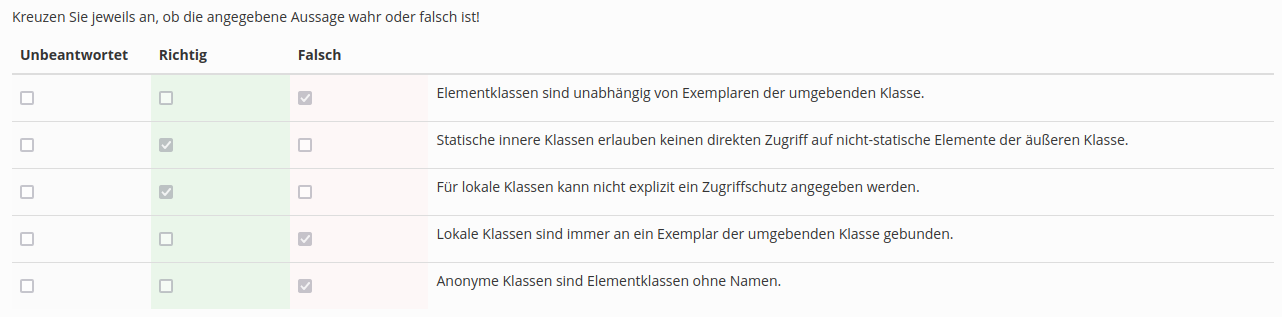 Kreuzen Sie jeweils an, ob die angegebene Aussage wahr oder falsch ist!
Unbeantwortet Richtig Falsch
Elementklassen sind unabhängig von Exemplaren der umgebenden Klasse.
Statische innere Klassen erlauben keinen direkten Zugriff auf nicht-statische Elemente der äußeren Klasse.
Für lokale Klassen kann nicht explizit ein Zugriffschutz angegeben werden.
Lokale Klassen sind immer an ein Exemplar der umgebenden Klasse gebunden.
Anonyme Klassen sind Elementklassen ohne Namen.